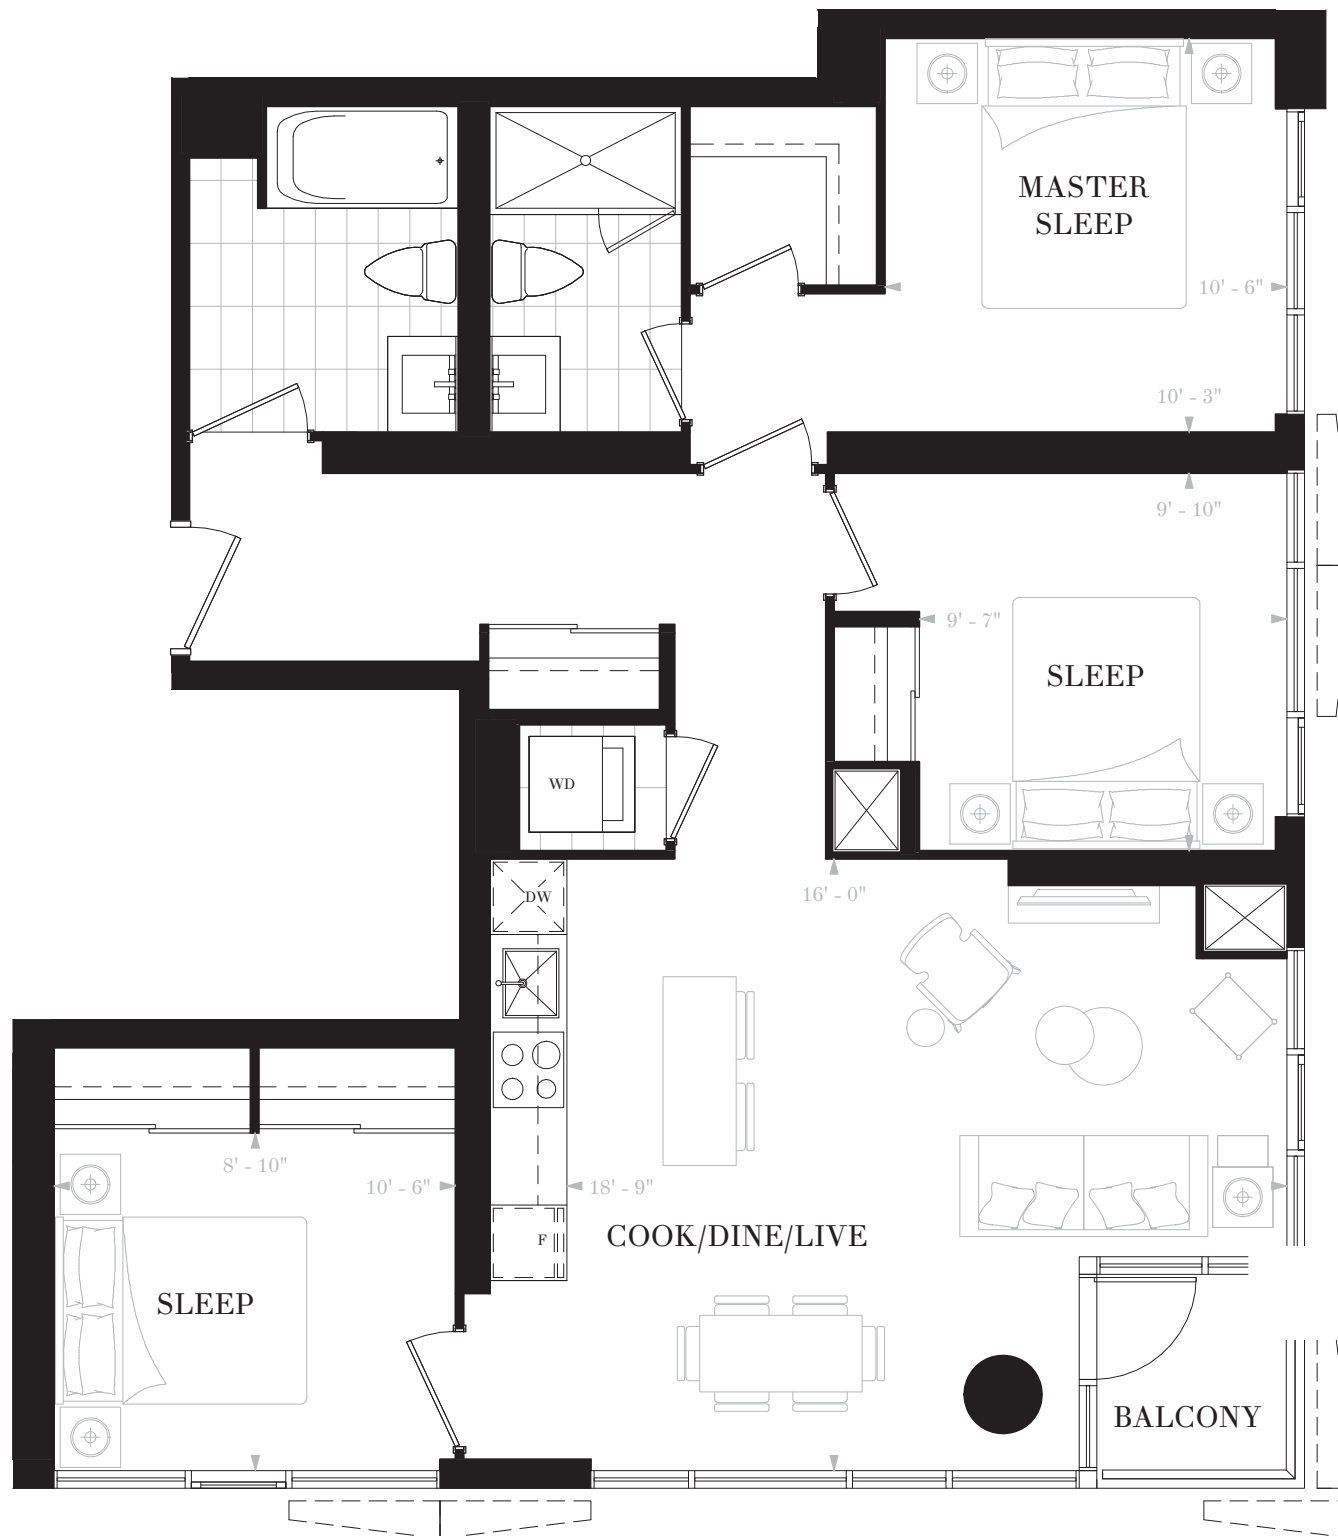 MASTER
SLEEP
10' - 6"
10' - 3"
9' - 10"
9' - 7"
SLEEP
WD
DW
16' - 0"
8' - 10"
10' - 6"
18' - 9"
F
COOK/DINE/LIVE
SLEEP
BALCONY